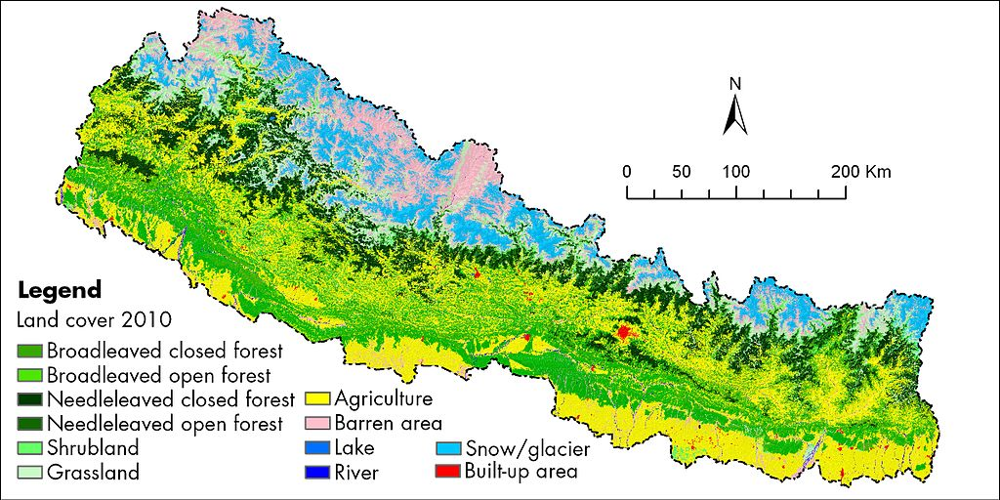 N
0 50 100 200 Km
Legend
Land cover 2010
Broadleaved closed forest
Broadleaved open forest
Needleleaved closed forest
Needleleaved open forest
Shrubland
Grassland
Agriculture
Barren area
Lake
River
Snow/glacier
Built-up area